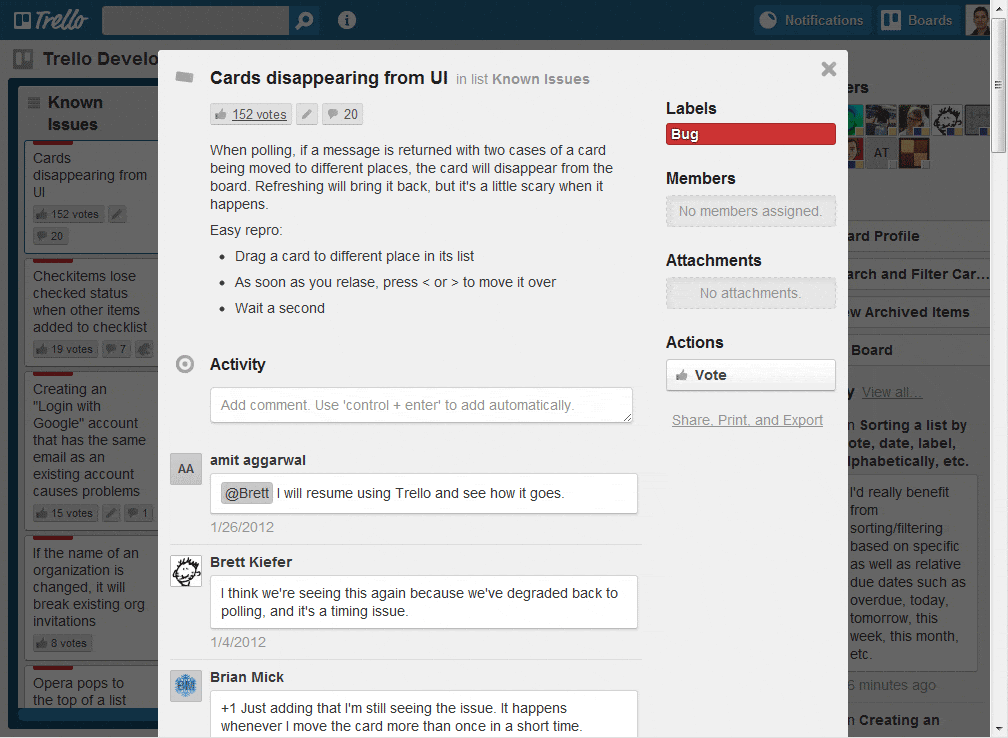 Trello
Notifications
Boards
Trello Develo
Known
Issues
Cards
disappearing from
UI
152 votes
20
Checkitems lose
checked status
when other items
added to checklist
19 votes
7
Creating an
"Login with
Google" account
that has the same
email as an
existing account
causes problems
15 votes
1
If the name of an
organization is
changed, it will
break existing org
invitations
8 votes
Opera pops to
the top of a list
Cards disappearing from UI in list Known Issues
152 votes
20
When polling, if a message is returned with two cases of a card
being moved to different places, the card will disappear from the
board. Refreshing will bring it back, but it's a little scary when it
happens.
Easy repro:
• Drag a card to different place in its list
• As soon as you relase, press < or > to move it over
• Wait a second
Activity
Add comment. Use 'control + enter' to add automatically.
AA
amit aggarwal
@Brett I will resume using Trello and see how it goes.
1/26/2012
Brett Kiefer
I think we're seeing this again because we've degraded back to
polling, and it's a timing issue.
1/4/2012
Brian Mick
+1 Just adding that I'm still seeing the issue. It happens
whenever I move the card more than once in a short time.
Labels
Bug
Members
No members assigned.
Attachments
No attachments.
Actions
Vote
Share, Print, and Export
ers
AT
ard Profile
arch and Filter Car...
ew Archived Items
Board
y View all...
n Sorting a list by
ote, date, label,
lphabetically, etc.
I'd really benefit
from
sorting/filtering
based on specific
as well as relative
due dates such as
overdue, today,
tomorrow, this
week, this month,
etc.
6 minutes ago
n Creating an